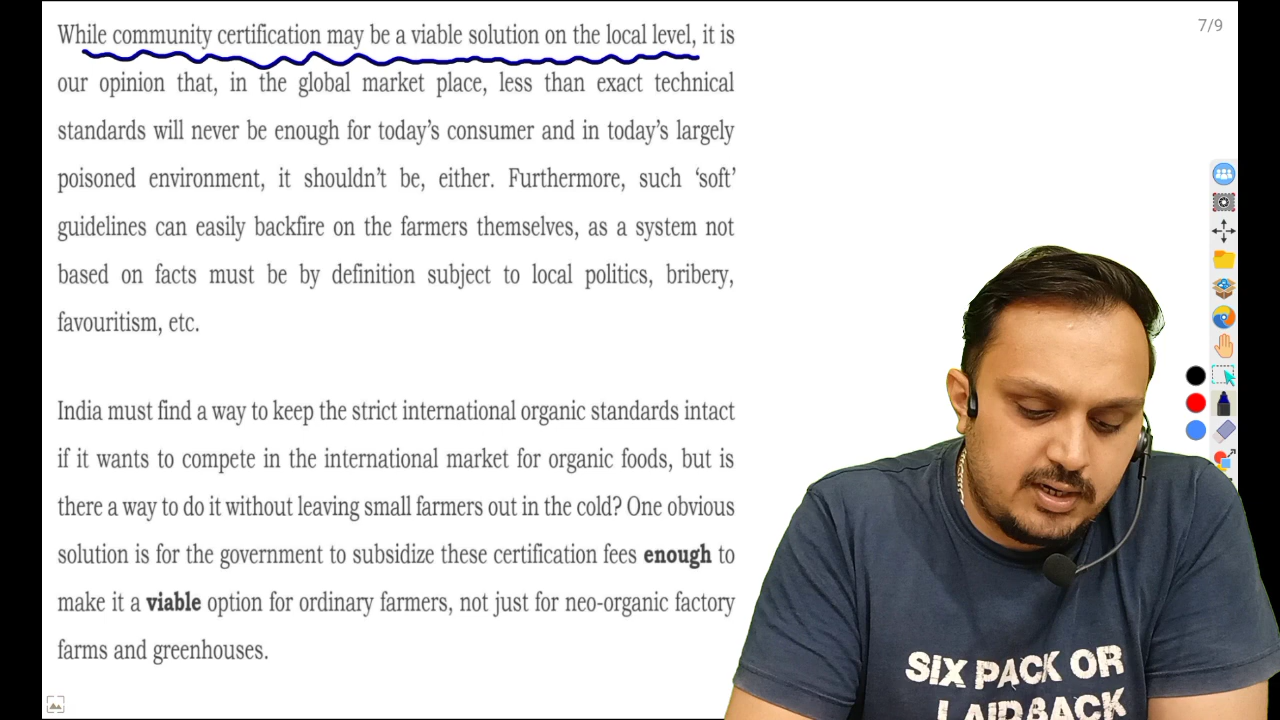 7/9
While community certification may be a viable solution on the local level, it is
our opinion that, in the global market place, less than exact technical
standards will never be enough for today’s consumer and in today’s largely
poisoned environment, it shouldn’t be, either. Furthermore, such ‘soft’
guidelines can easily backfire on the farmers themselves, as a system not
based on facts must be by definition subject to local politics, bribery,
favouritism, etc.
India must find a way to keep the strict international organic standards intact
if it wants to compete in the international market for organic foods, but is
there a way to do it without leaving small farmers out in the cold? One obvious
solution is for the government to subsidize these certification fees enough to
make it a viable option for ordinary farmers, not just for neo-organic factory
farms and greenhouses.
SIX PACK OR
LAID BACK